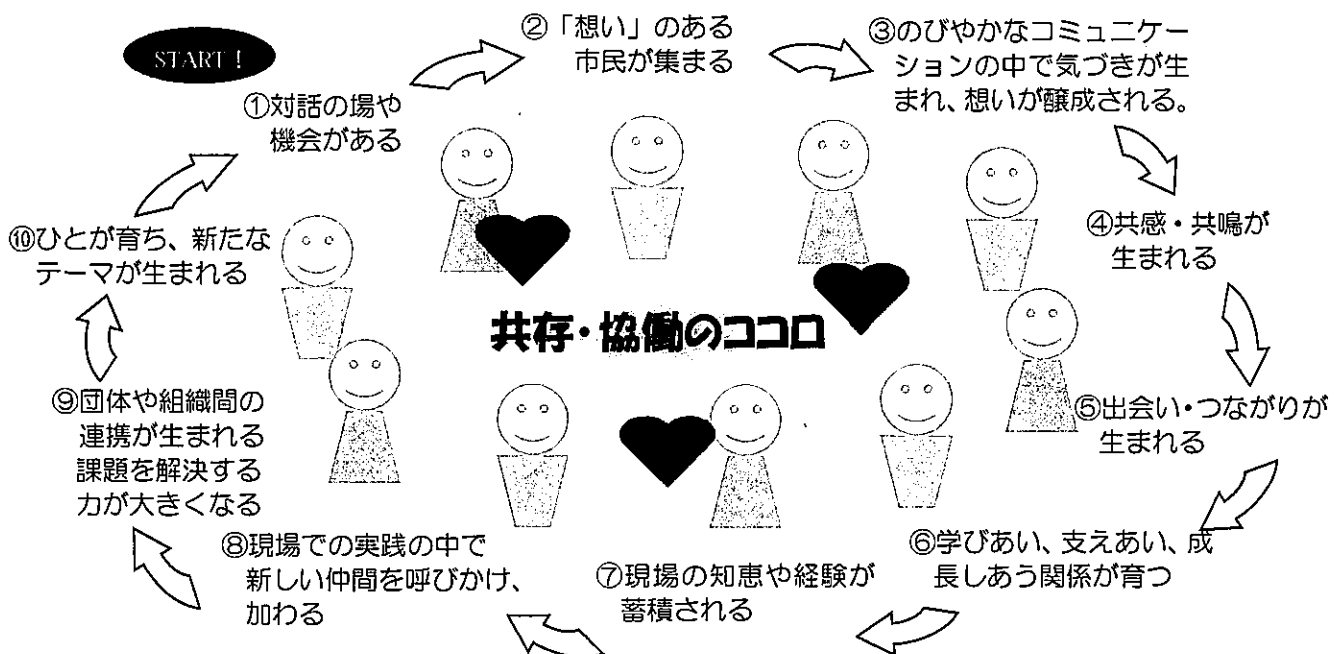 START！
①対話の場や
機会がある
②「想い」のある
市民が集まる
③のびやかなコミュニケー
ションの中で気づきが生
まれ、想いが醸成される。
④共感・共鳴が
生まれる
⑤出会い・つながりが
生まれる
⑥学びあい、支えあい、成
長しあう関係が育つ
⑦現場の知恵や経験が
蓄積される
⑧現場での実践の中で
新しい仲間を呼びかけ、
加わる
⑨団体や組織間の
連携が生まれる
課題を解決する
力が大きくなる
⑩ひとが育ち、新たな
テーマが生まれる
共存・協働のココロ